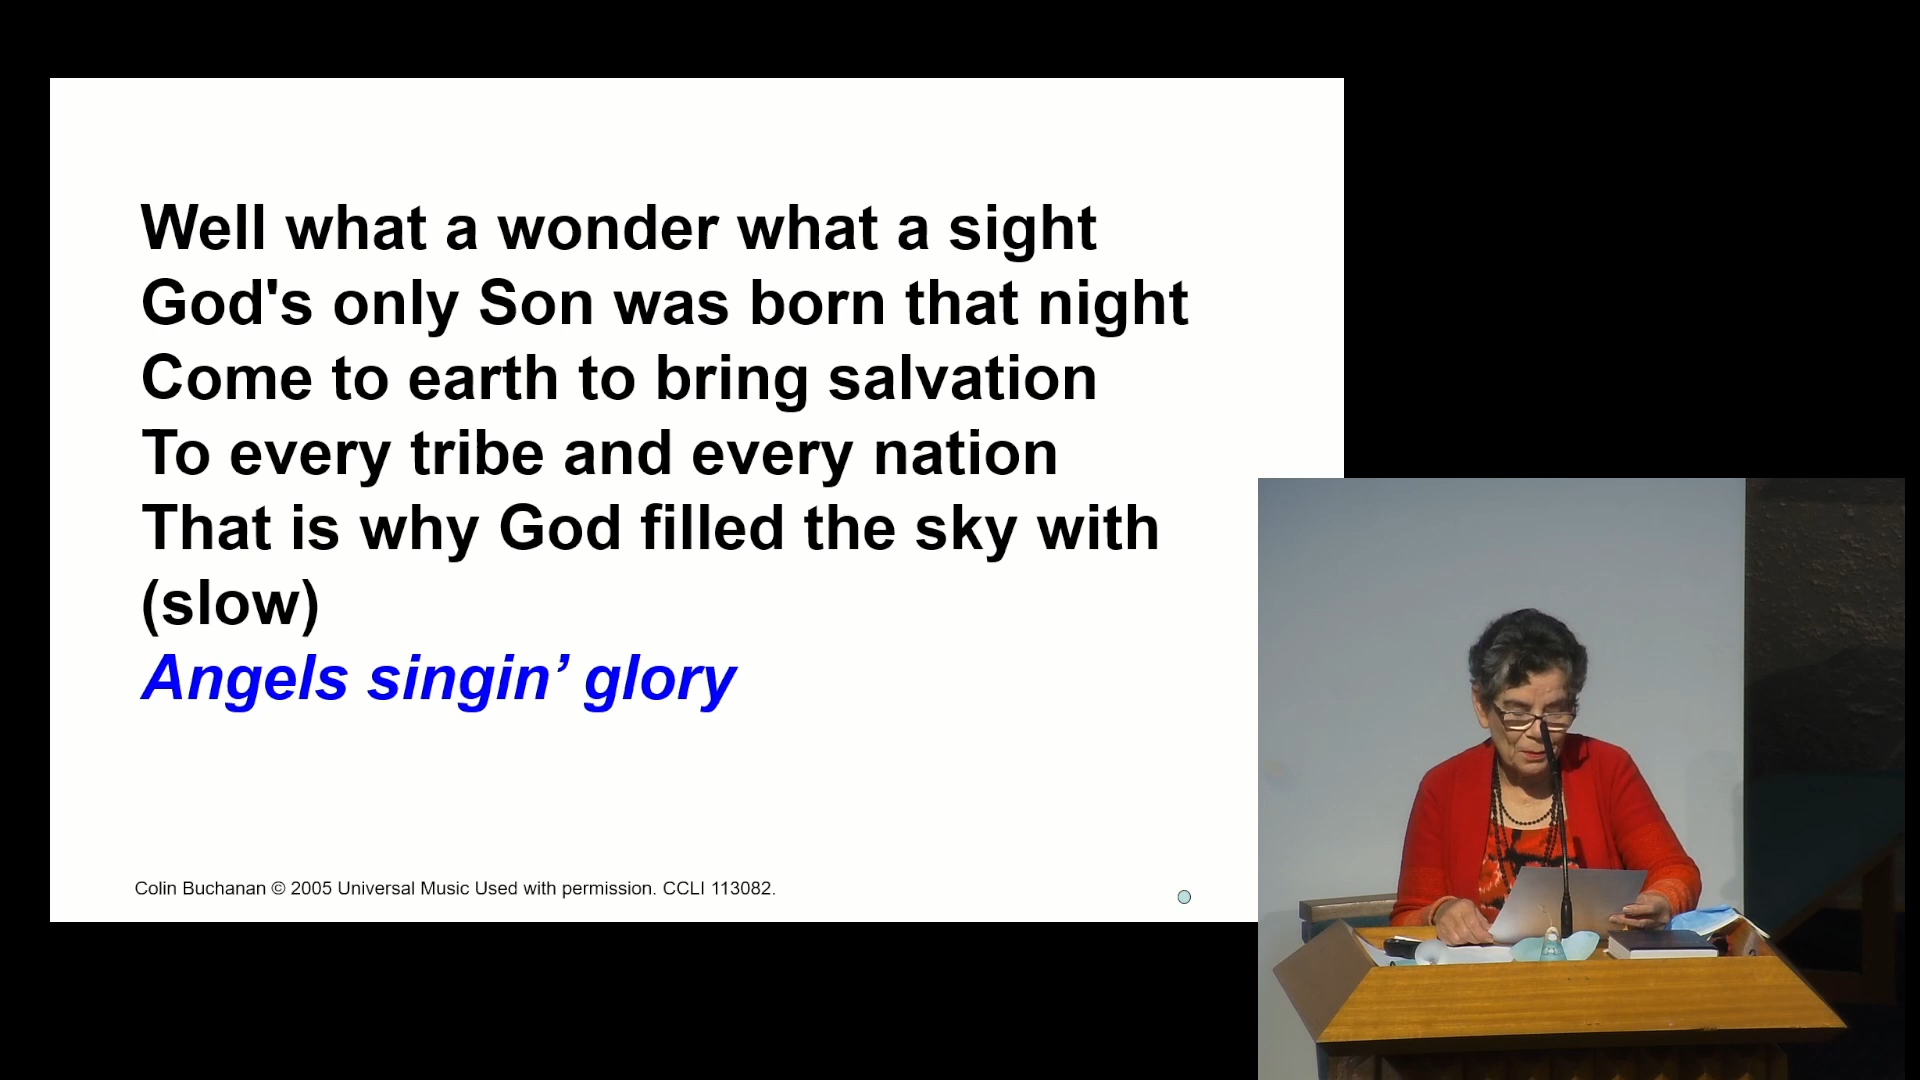 Well what a wonder what a sight
God's only Son was born that night
Come to earth to bring salvation
To every tribe and every nation
That is why God filled the sky with
(slow)
Angels singin’ glory
Colin Buchanan © 2005 Universal Music Used with permission. CCLI 113082.